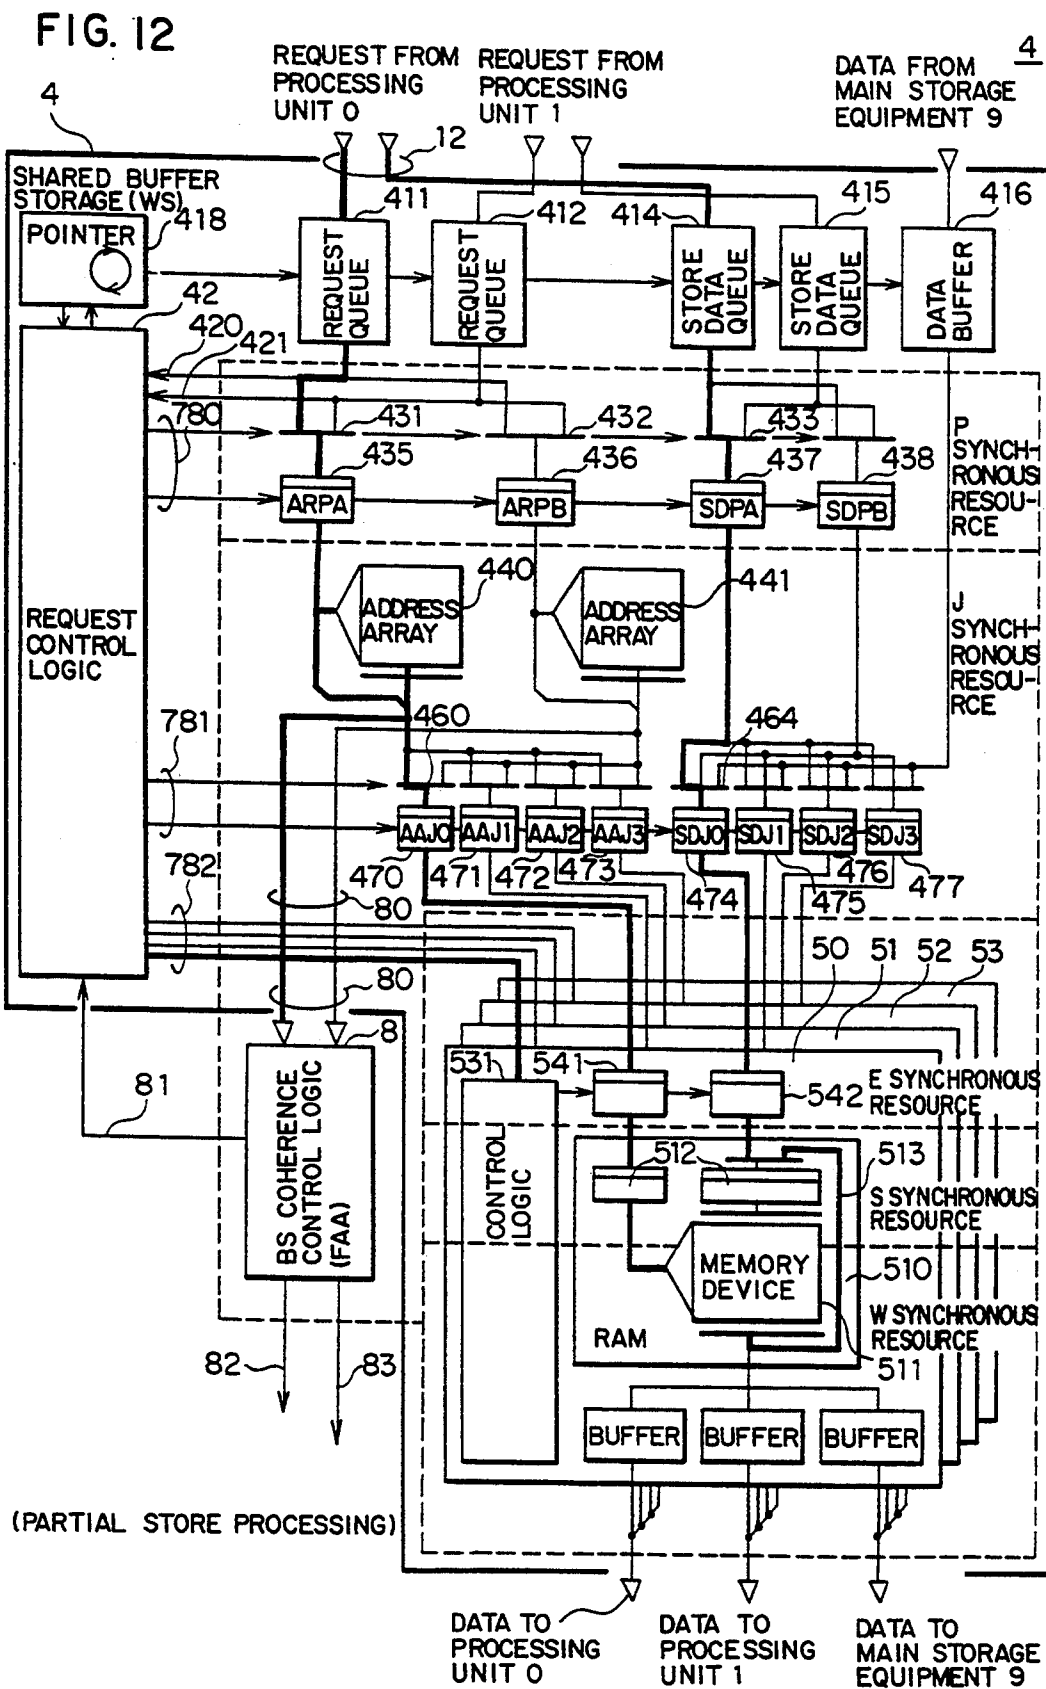 FIG. 12
4
REQUEST FROM
PROCESSING
UNIT 0
REQUEST FROM
PROCESSING
UNIT 1
DATA FROM
MAIN STORAGE
EQUIPMENT 9
4
12
SHARED BUFFER
STORAGE (WS)
POINTER
418
411
412
414
415
416
REQUEST
QUEUE
REQUEST
QUEUE
STORE
DATA
QUEUE
STORE
DATA
QUEUE
DATA
BUFFER
42
420
421
780
431
432
433
435
436
437
438
ARPA
ARPB
SDPA
SDPB
P
SYNCH-
RONOUS
RESOU-
RCE
REQUEST
CONTROL
LOGIC
440
441
ADDRESS
ARRAY
ADDRESS
ARRAY
J
SYNCH-
RONOUS
RESOU-
RCE
781
460
464
AAJ0
AAJ1
AAJ2
AAJ3
SDJ0
SDJ1
SDJ2
SDJ3
470
471
472
473
474
475
476
477
782
80
80
50
51
52
53
8
531
541
542
E SYNCHRONOUS
RESOURCE
81
BS COHERENCE
CONTROL LOGIC
(FAA)
CONTROL
LOGIC
512
513
S SYNCHRONOUS
RESOURCE
MEMORY
DEVICE
510
RAM
W SYNCHRONOUS
RESOURCE
511
82
83
BUFFER
BUFFER
BUFFER
(PARTIAL STORE PROCESSING)
DATA TO
PROCESSING
UNIT 0
DATA TO
PROCESSING
UNIT 1
DATA TO
MAIN STORAGE
EQUIPMENT 9